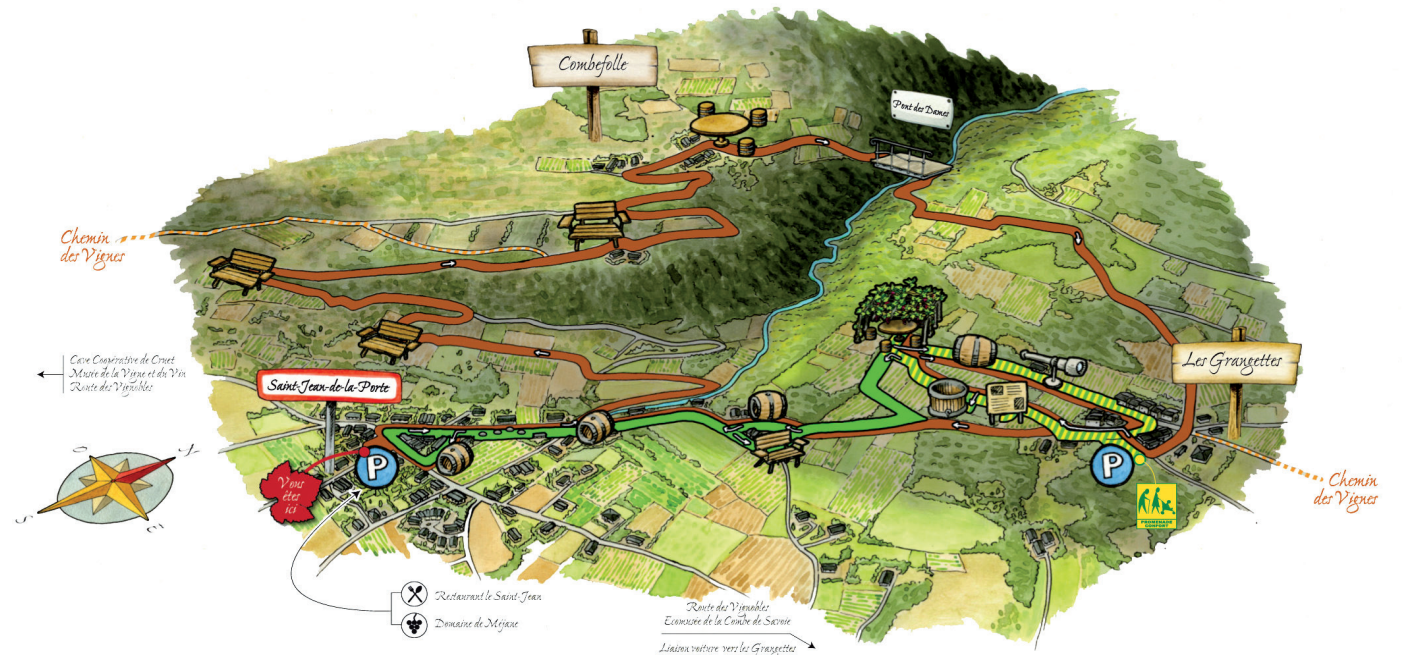 Combefolle
Pont des Dames
Chemin
des Vignes
Les Grangettes
Cave Coopérative de Cruet
Musée de la Vigne et du Vin
Route des Vignobles
Saint-Jean-de-la-Porte
P
P
Vous
êtes
ici
Chemin
des Vignes
PROMENADE
CONFORT
O
N
S
E
Restaurant le Saint-Jean
Domaine de Méjane
Route des Vignobles
Ecomusée de la Combe de Savoie
Liaison voiture vers les Grangettes